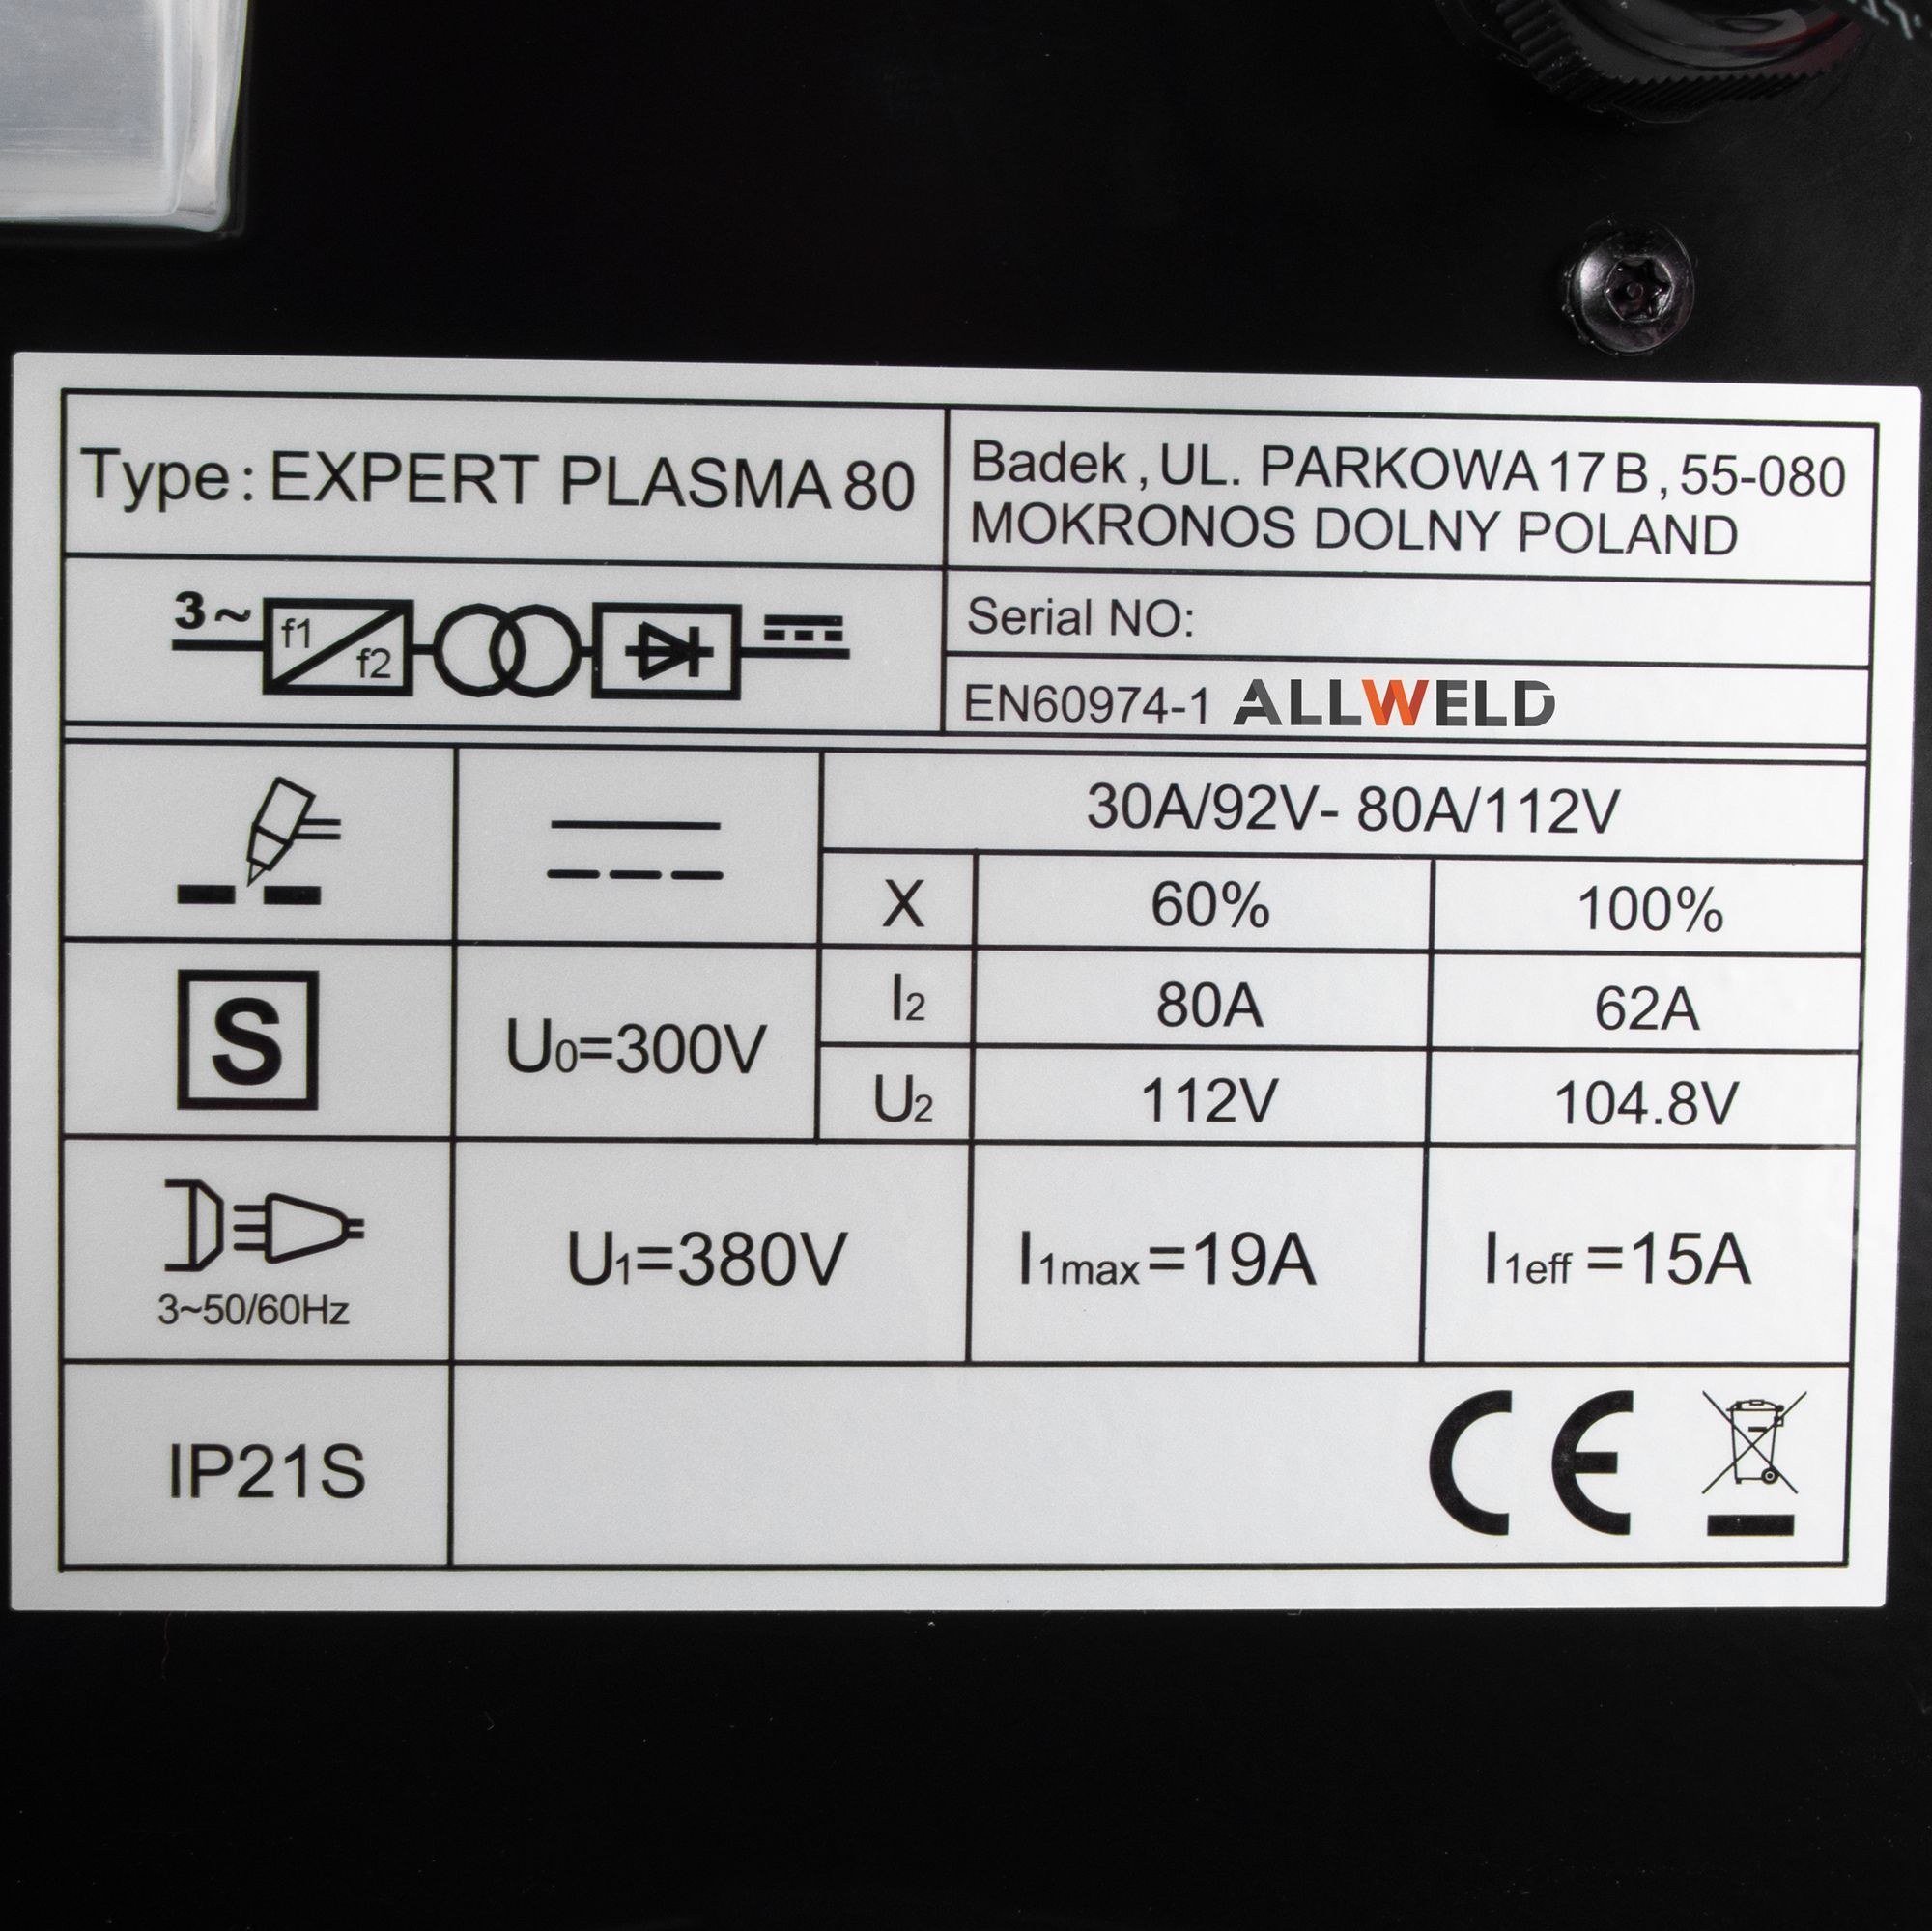 Type: EXPERT PLASMA 80
Badek, UL. PARKOWA 17B, 55-080
MOKRONOS DOLNY POLAND
3~
f1
f2
Serial NO:
EN60974-1 ALLWELD
30A/92V- 80A/112V
X 60% 100%
S
U0=300V
I2 80A 62A
U2 112V 104.8V
3~50/60Hz
U1=380V I1max=19A I1eff=15A
IP21S
CE